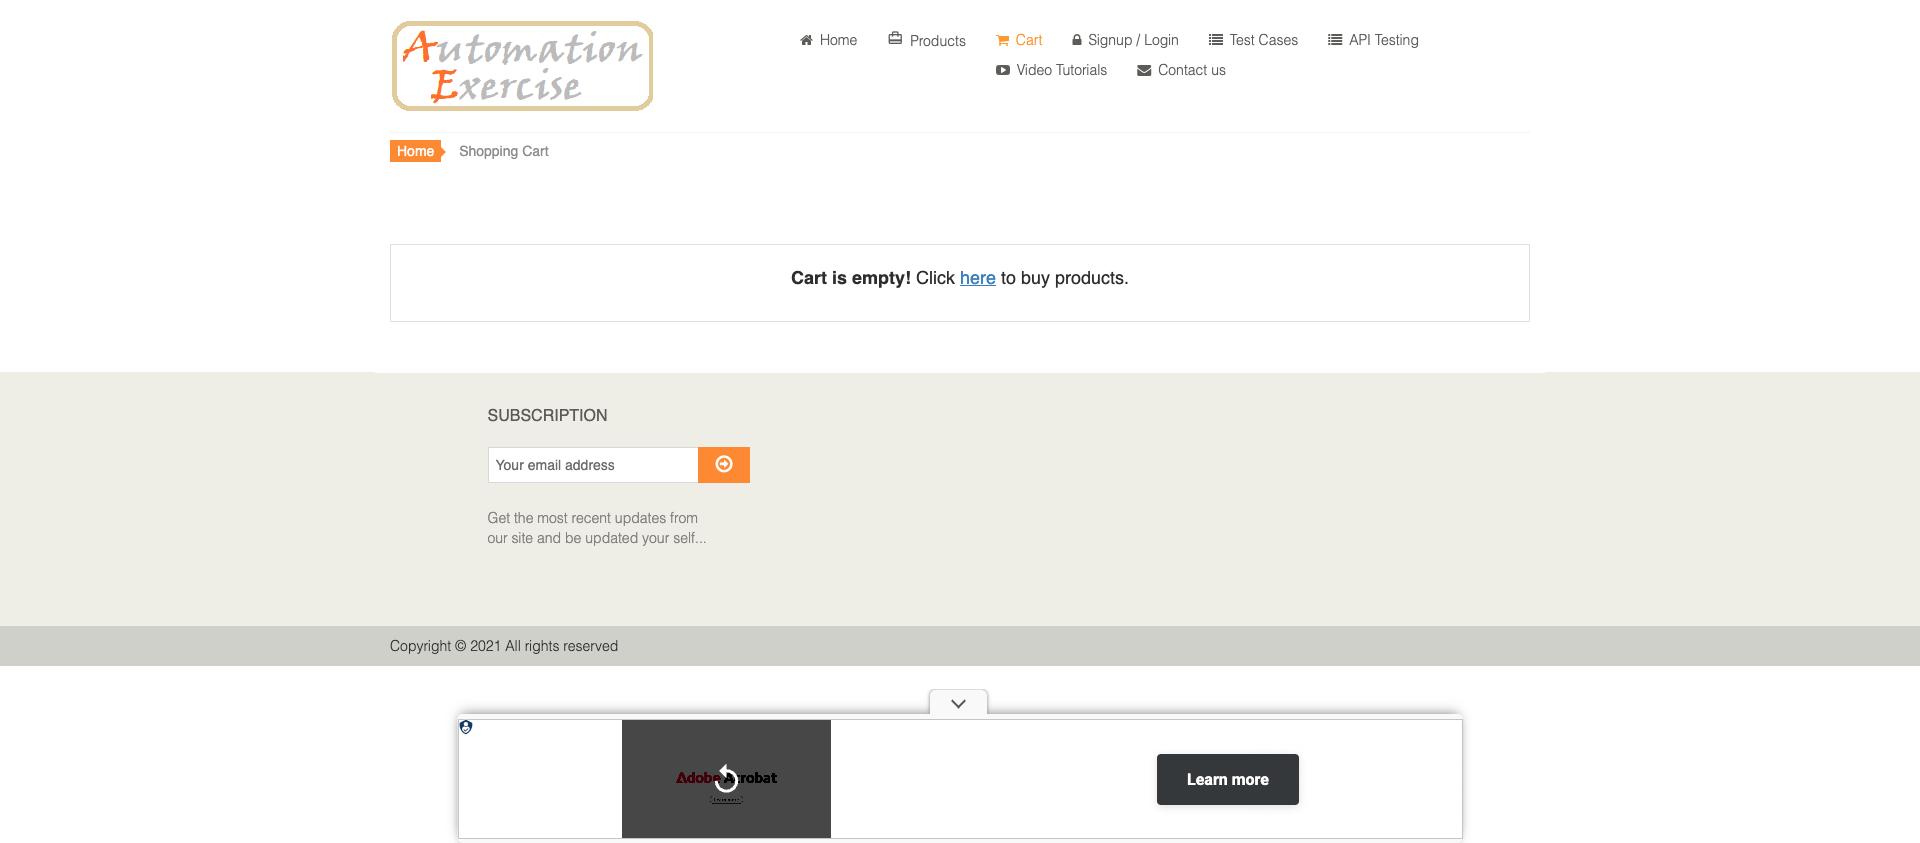 Automation
Exercise
Home
Products
Cart
Signup / Login
Test Cases
API Testing
Video Tutorials
Contact us
Home
Shopping Cart
Cart is empty! Click here to buy products.
SUBSCRIPTION
Your email address
Get the most recent updates from
our site and be updated your self...
Copyright © 2021 All rights reserved
Adobe Acrobat
Learn more
Learn more